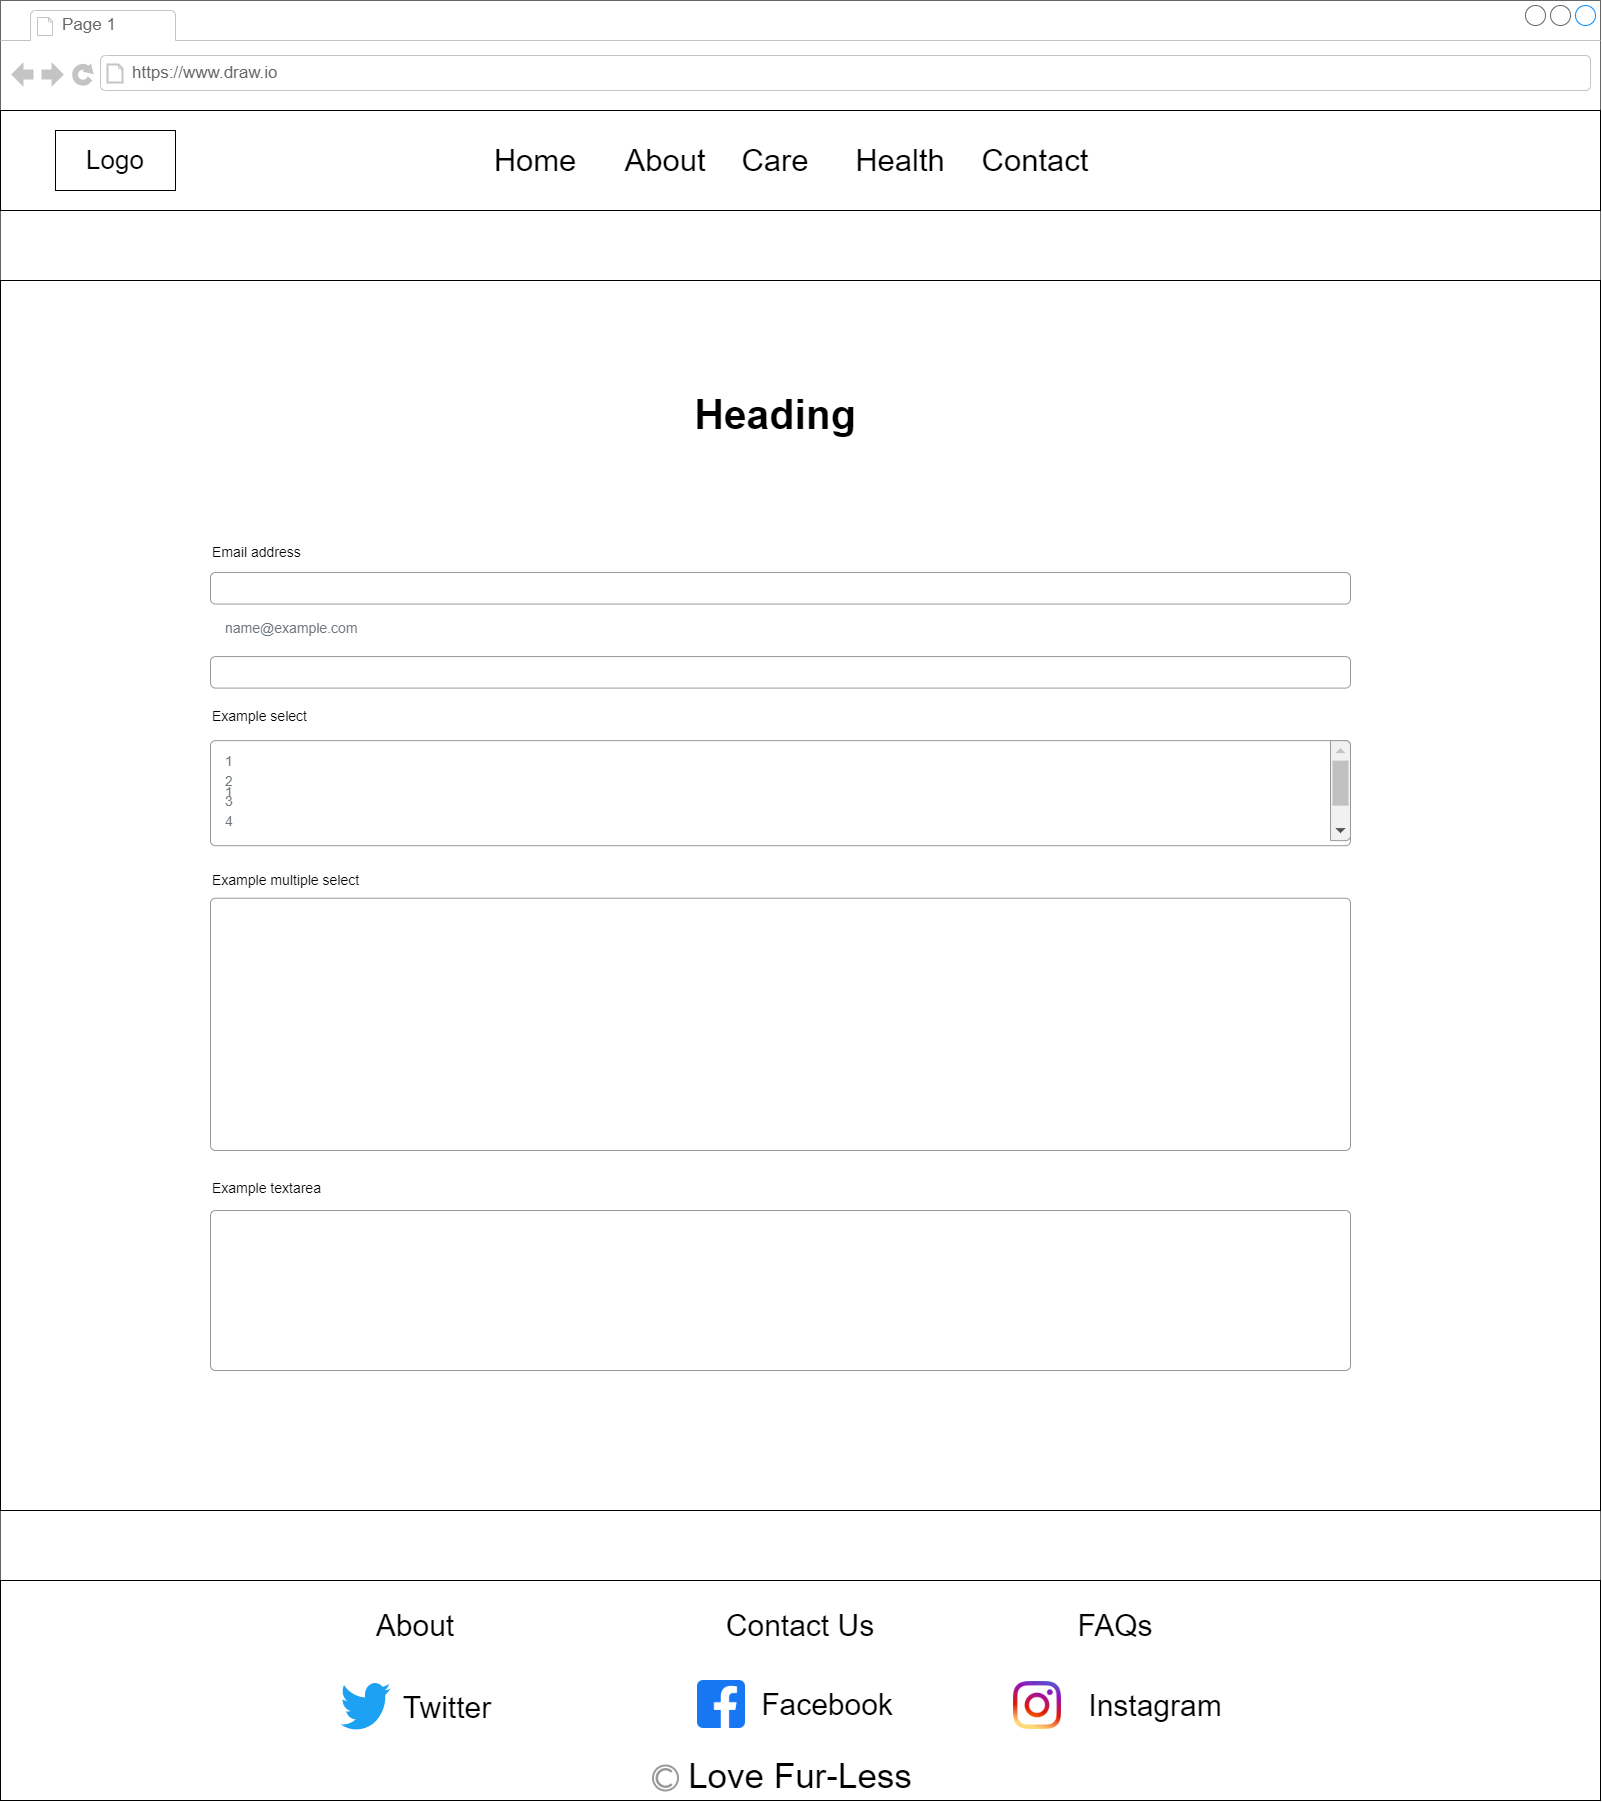 Page 1
https://www.draw.io
Logo
Home About Care Health Contact
Heading
Email address
name@example.com
Example select
1
2
1
3
4
Example multiple select
Example textarea
About Contact Us FAQs
Twitter Facebook Instagram
© Love Fur-Less